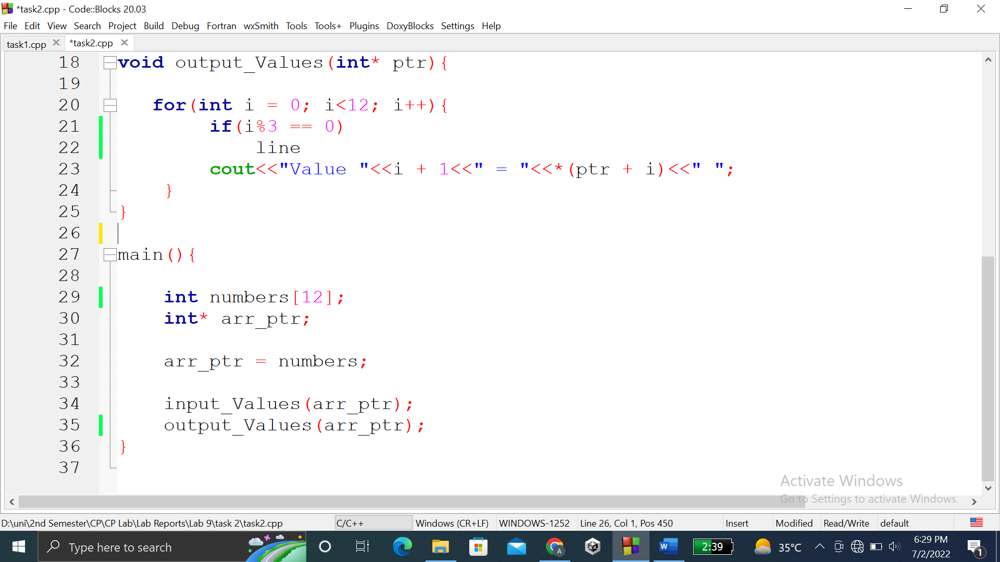 *task2.cpp - Code::Blocks 20.03
File Edit View Search Project Build Debug Fortran wxSmith Tools Tools+ Plugins DoxyBlocks Settings Help
task1.cpp *task2.cpp
18 void output_Values(int* ptr){
19
20 for(int i = 0; i<12; i++){
21 if(i%3 == 0)
22 line
23 cout<<"Value "<<i + 1<<" = "<<*(ptr + i)<<" ";
24 }
25 }
26
27 main(){
28
29 int numbers[12];
30 int* arr_ptr;
31
32 arr_ptr = numbers;
33
34 input_Values(arr_ptr);
35 output_Values(arr_ptr);
36 }
37
Activate Windows
Go to Settings to activate Windows.
D:\uni\2nd Semester\CP\CP Lab\Lab Reports\Lab 9\task 2\task2.cpp C/C++ Windows (CR+LF) WINDOWS-1252 Line 26, Col 1, Pos 450 Insert Modified Read/Write default
Type here to search 2:39 35°C 6:29 PM
7/2/2022 1